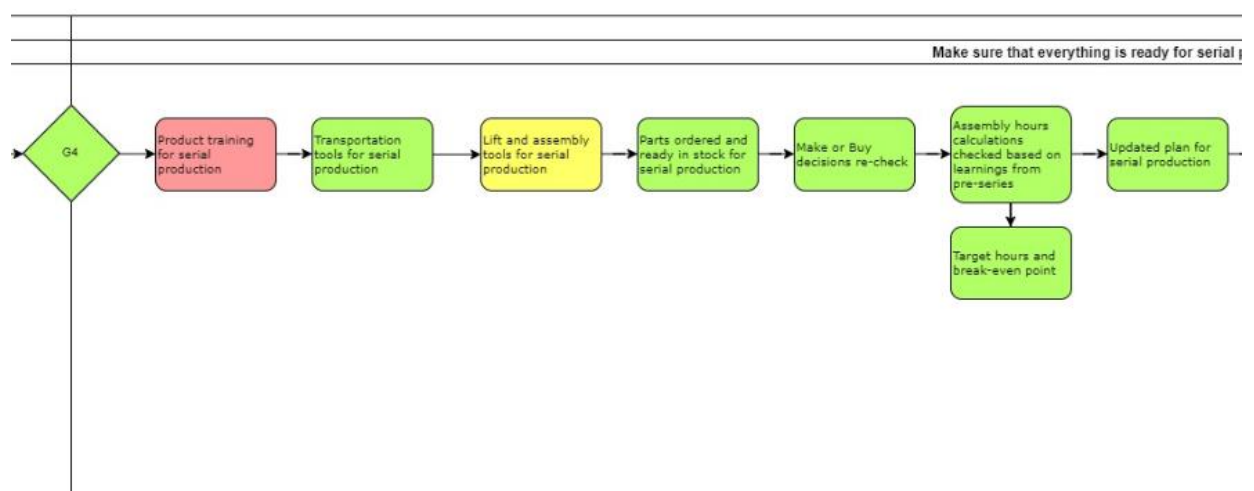 Make sure that everything is ready for serial
G4
Product training
for serial
production
Transportation
tools for serial
production
Lift and assembly
tools for serial
production
Parts ordered and
ready in stock for
serial production
Make or Buy
decisions re-check
Assembly hours
calculations
checked based on
learnings from
pre-series
Updated plan for
serial production
Target hours and
break-even point